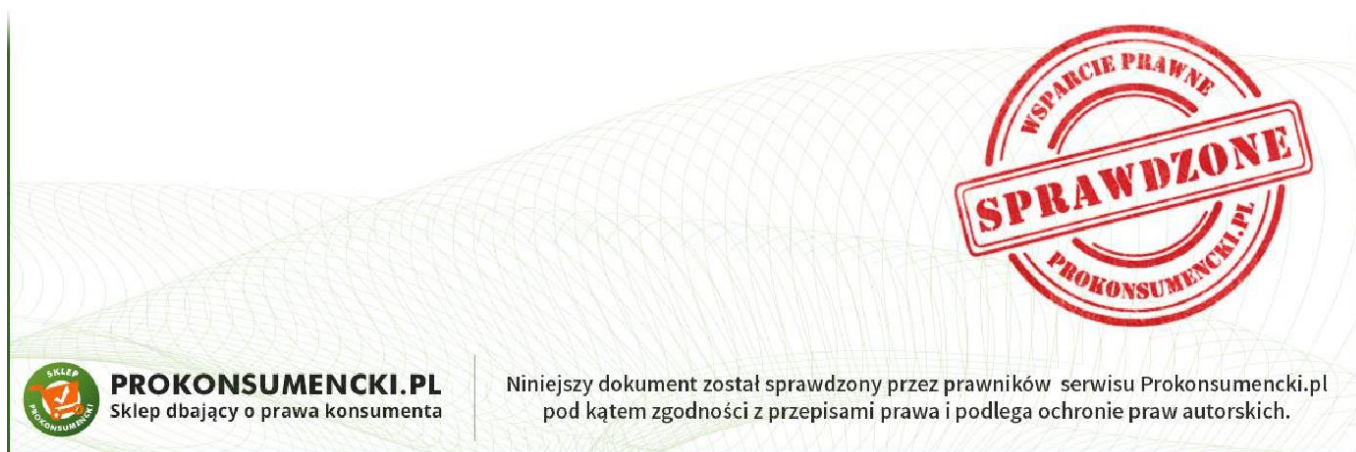 WSPARCIE PRAWNE
SPRAWDZONE
PROKONSUMENCKI.PL
SKLEP
PROKONSUMENCKI
PROKONSUMENCKI.PL
Sklep dbający o prawa konsumenta
Niniejszy dokument został sprawdzony przez prawników serwisu Prokonsumencki.pl
pod kątem zgodności z przepisami prawa i podlega ochronie praw autorskich.